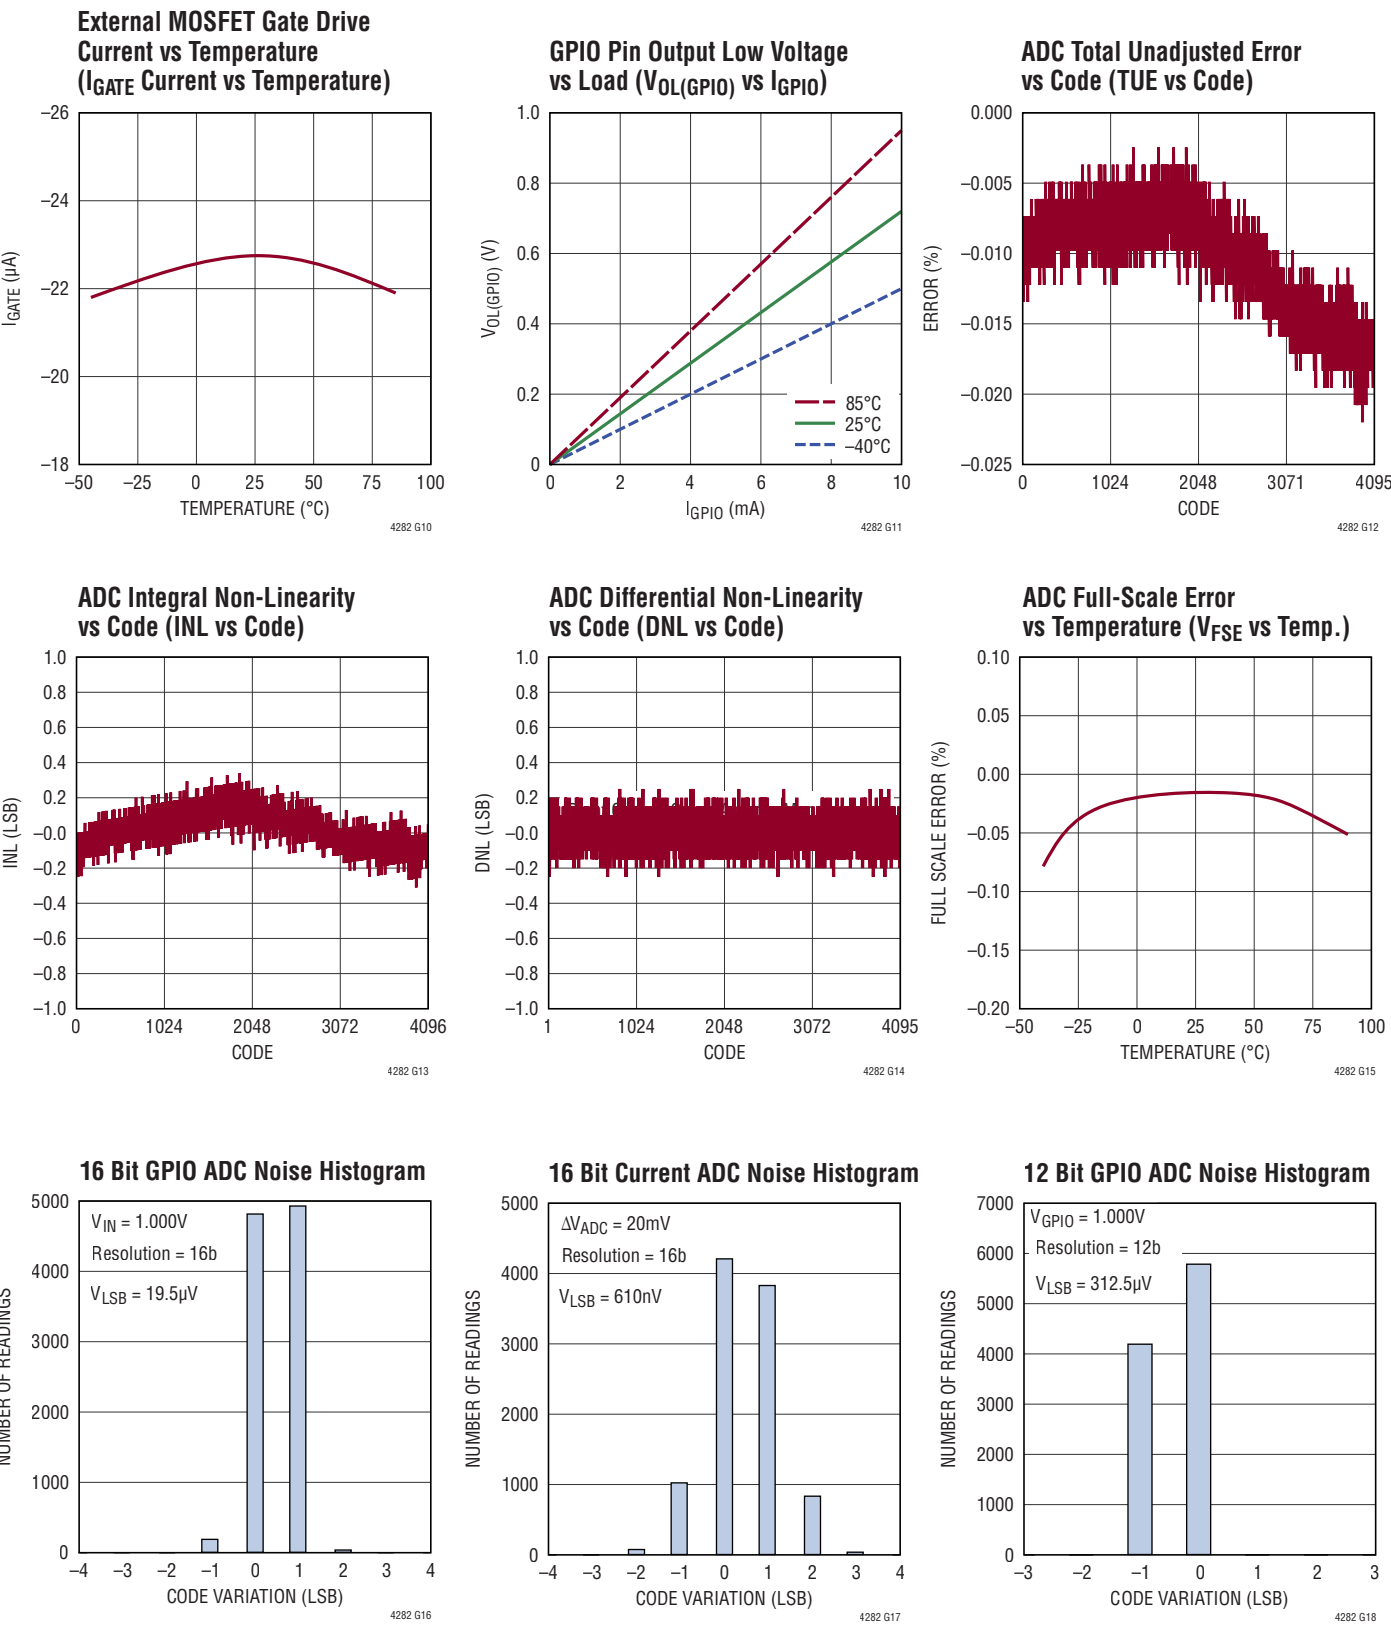 External MOSFET Gate Drive
Current vs Temperature
(IGATE Current vs Temperature)
–26
–24
–22
–20
–18
IGATE (µA)
–50 –25 0 25 50 75 100
TEMPERATURE (°C)
4282 G10
GPIO Pin Output Low Voltage
vs Load (VOL(GPIO) vs IGPIO)
1.0
0.8
0.6
0.4
0.2
0
VOL(GPIO) (V)
85°C
25°C
–40°C
0 2 4 6 8 10
IGPIO (mA)
4282 G11
ADC Total Unadjusted Error
vs Code (TUE vs Code)
0.000
–0.005
–0.010
–0.015
–0.020
–0.025
ERROR (%)
0 1024 2048 3071 4095
CODE
4282 G12
ADC Integral Non-Linearity
vs Code (INL vs Code)
1.0
0.8
0.6
0.4
0.2
–0.0
–0.2
–0.4
–0.6
–0.8
–1.0
INL (LSB)
0 1024 2048 3072 4096
CODE
4282 G13
ADC Differential Non-Linearity
vs Code (DNL vs Code)
1.0
0.8
0.6
0.4
0.2
–0.0
–0.2
–0.4
–0.6
–0.8
–1.0
DNL (LSB)
1 1024 2048 3072 4095
CODE
4282 G14
ADC Full-Scale Error
vs Temperature (VFSE vs Temp.)
0.10
0.05
0.00
–0.05
–0.10
–0.15
–0.20
FULL SCALE ERROR (%)
–50 –25 0 25 50 75 100
TEMPERATURE (°C)
4282 G15
16 Bit GPIO ADC Noise Histogram
5000
4000
3000
2000
1000
0
NUMBER OF READINGS
VIN = 1.000V
Resolution = 16b
VLSB = 19.5µV
–4 –3 –2 –1 0 1 2 3 4
CODE VARIATION (LSB)
4282 G16
16 Bit Current ADC Noise Histogram
5000
4000
3000
2000
1000
0
NUMBER OF READINGS
ΔVADC = 20mV
Resolution = 16b
VLSB = 610nV
–4 –3 –2 –1 0 1 2 3 4
CODE VARIATION (LSB)
4282 G17
12 Bit GPIO ADC Noise Histogram
7000
6000
5000
4000
3000
2000
1000
0
NUMBER OF READINGS
VGPIO = 1.000V
Resolution = 12b
VLSB = 312.5µV
–3 –2 –1 0 1 2 3
CODE VARIATION (LSB)
4282 G18